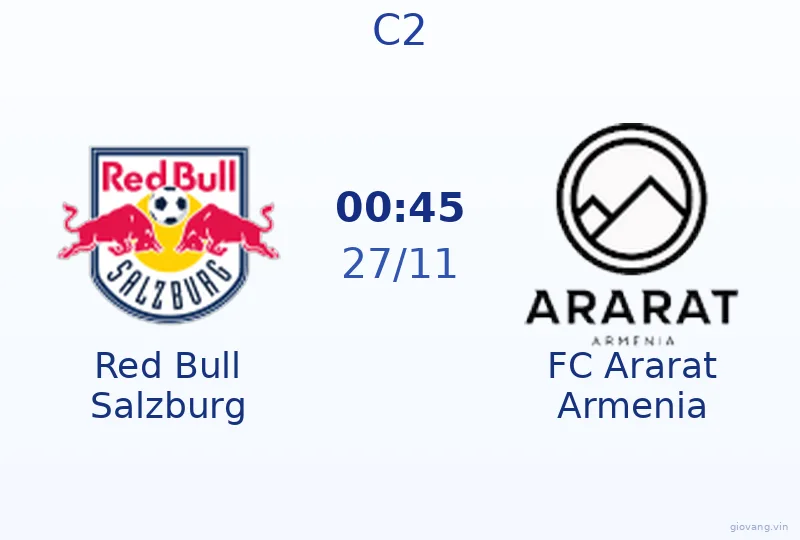 C2
Red Bull
SALZBURG
00:45
27/11
ARARAT
ARMENIA
Red Bull
Salzburg
FC Ararat
Armenia
giovang.vin